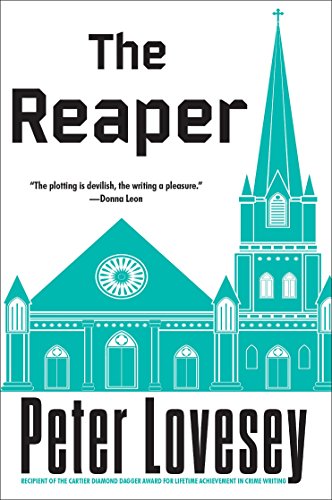 The
Reaper
“The plotting is devilish, the writing a pleasure.”
—Donna Leon
Peter Lovesey
RECIPIENT OF THE CARTIER DIAMOND DAGGER AWARD FOR LIFETIME ACHIEVEMENT IN CRIME WRITING